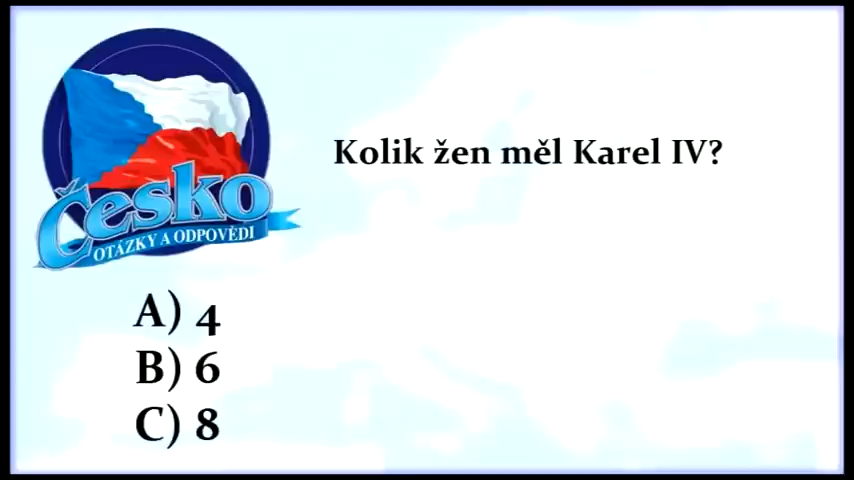 Kolik žen měl Karel IV?
Česko
OTÁZKY A ODPOVĚDI
A) 4
B) 6
C) 8